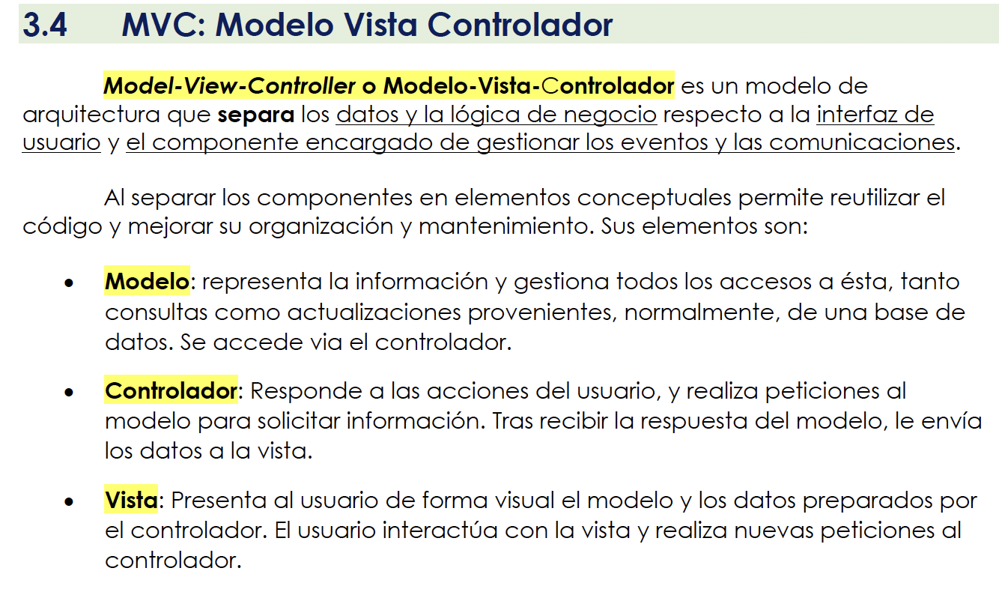 3.4 MVC: Modelo Vista Controlador
Model-View-Controller o Modelo-Vista-Controlador es un modelo de
arquitectura que separa los datos y la lógica de negocio respecto a la interfaz de
usuario y el componente encargado de gestionar los eventos y las comunicaciones.
Al separar los componentes en elementos conceptuales permite reutilizar el
código y mejorar su organización y mantenimiento. Sus elementos son:
• Modelo: representa la información y gestiona todos los accesos a ésta, tanto
consultas como actualizaciones provenientes, normalmente, de una base de
datos. Se accede via el controlador.
• Controlador: Responde a las acciones del usuario, y realiza peticiones al
modelo para solicitar información. Tras recibir la respuesta del modelo, le envía
los datos a la vista.
• Vista: Presenta al usuario de forma visual el modelo y los datos preparados por
el controlador. El usuario interactúa con la vista y realiza nuevas peticiones al
controlador.